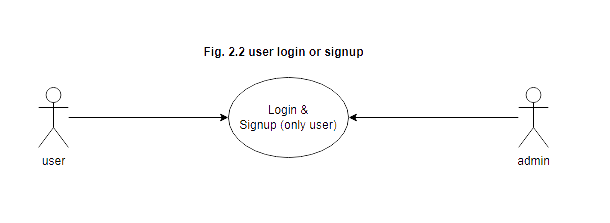 Fig. 2.2 user login or signup
Login &
Signup (only user)
user
admin